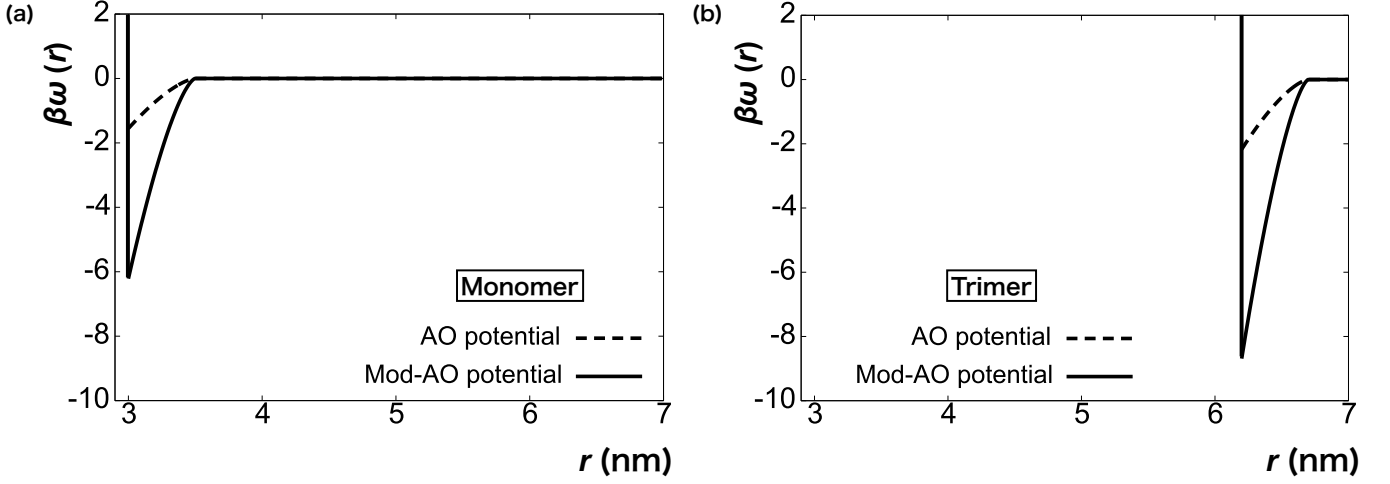 (a)
2
0
-2
-4
-6
-8
-10
βω (r)
Monomer
AO potential
Mod-AO potential
3 4 5 6 7
r (nm)
(b)
2
0
-2
-4
-6
-8
-10
βω (r)
Trimer
AO potential
Mod-AO potential
3 4 5 6 7
r (nm)